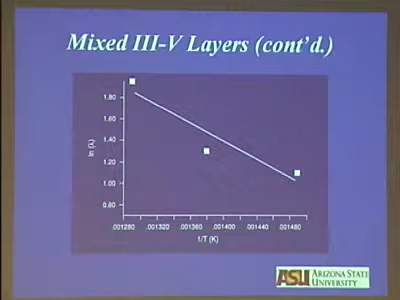 Mixed III-V Layers (cont'd.)
1.80
1.60
1.40
1.20
1.00
0.80
ln (λ)
.001280 .001320 .001360 .001400 .001440 .001480
1/T (K)
ASU ARIZONA STATE
UNIVERSITY